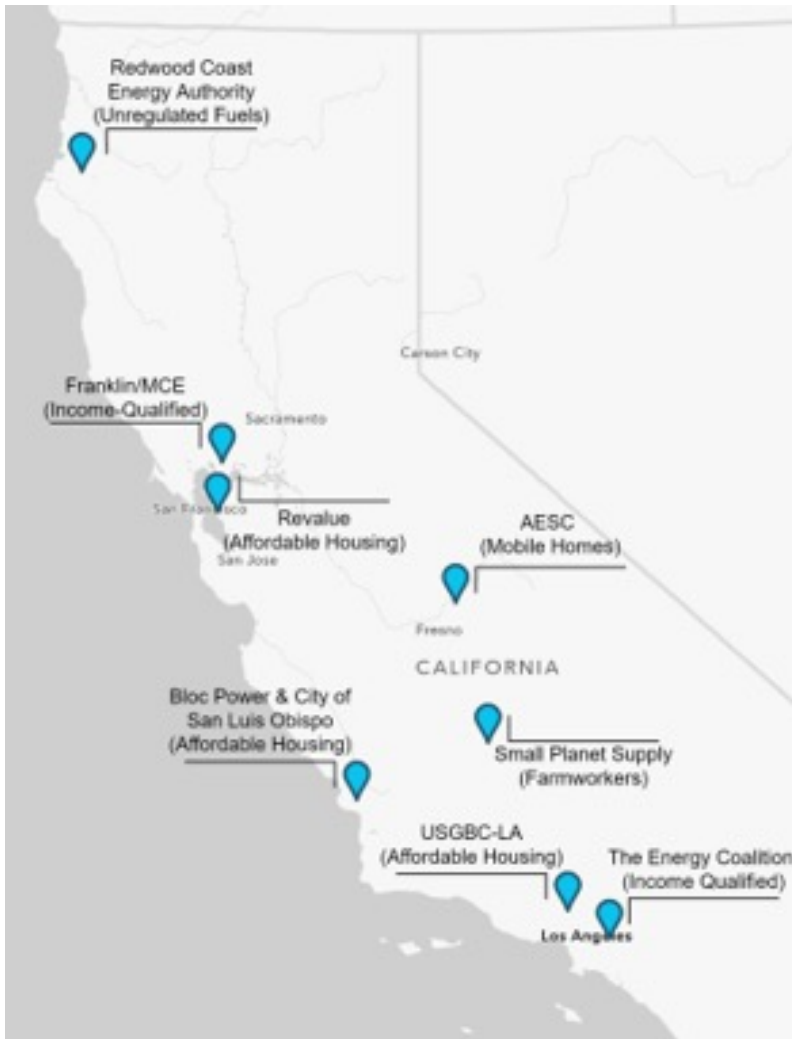 Redwood Coast
Energy Authority
(Unregulated Fuels)
Carson City
Franklin/MCE
(Income-Qualified)
Sacramento
San Francisco
Revalue
(Affordable Housing)
San Jose
AESC
(Mobile Homes)
Fresno
CALIFORNIA
Bloc Power & City of
San Luis Obispo
(Affordable Housing)
Small Planet Supply
(Farmworkers)
USGBC-LA
(Affordable Housing)
The Energy Coalition
(Income Qualified)
Los Angeles